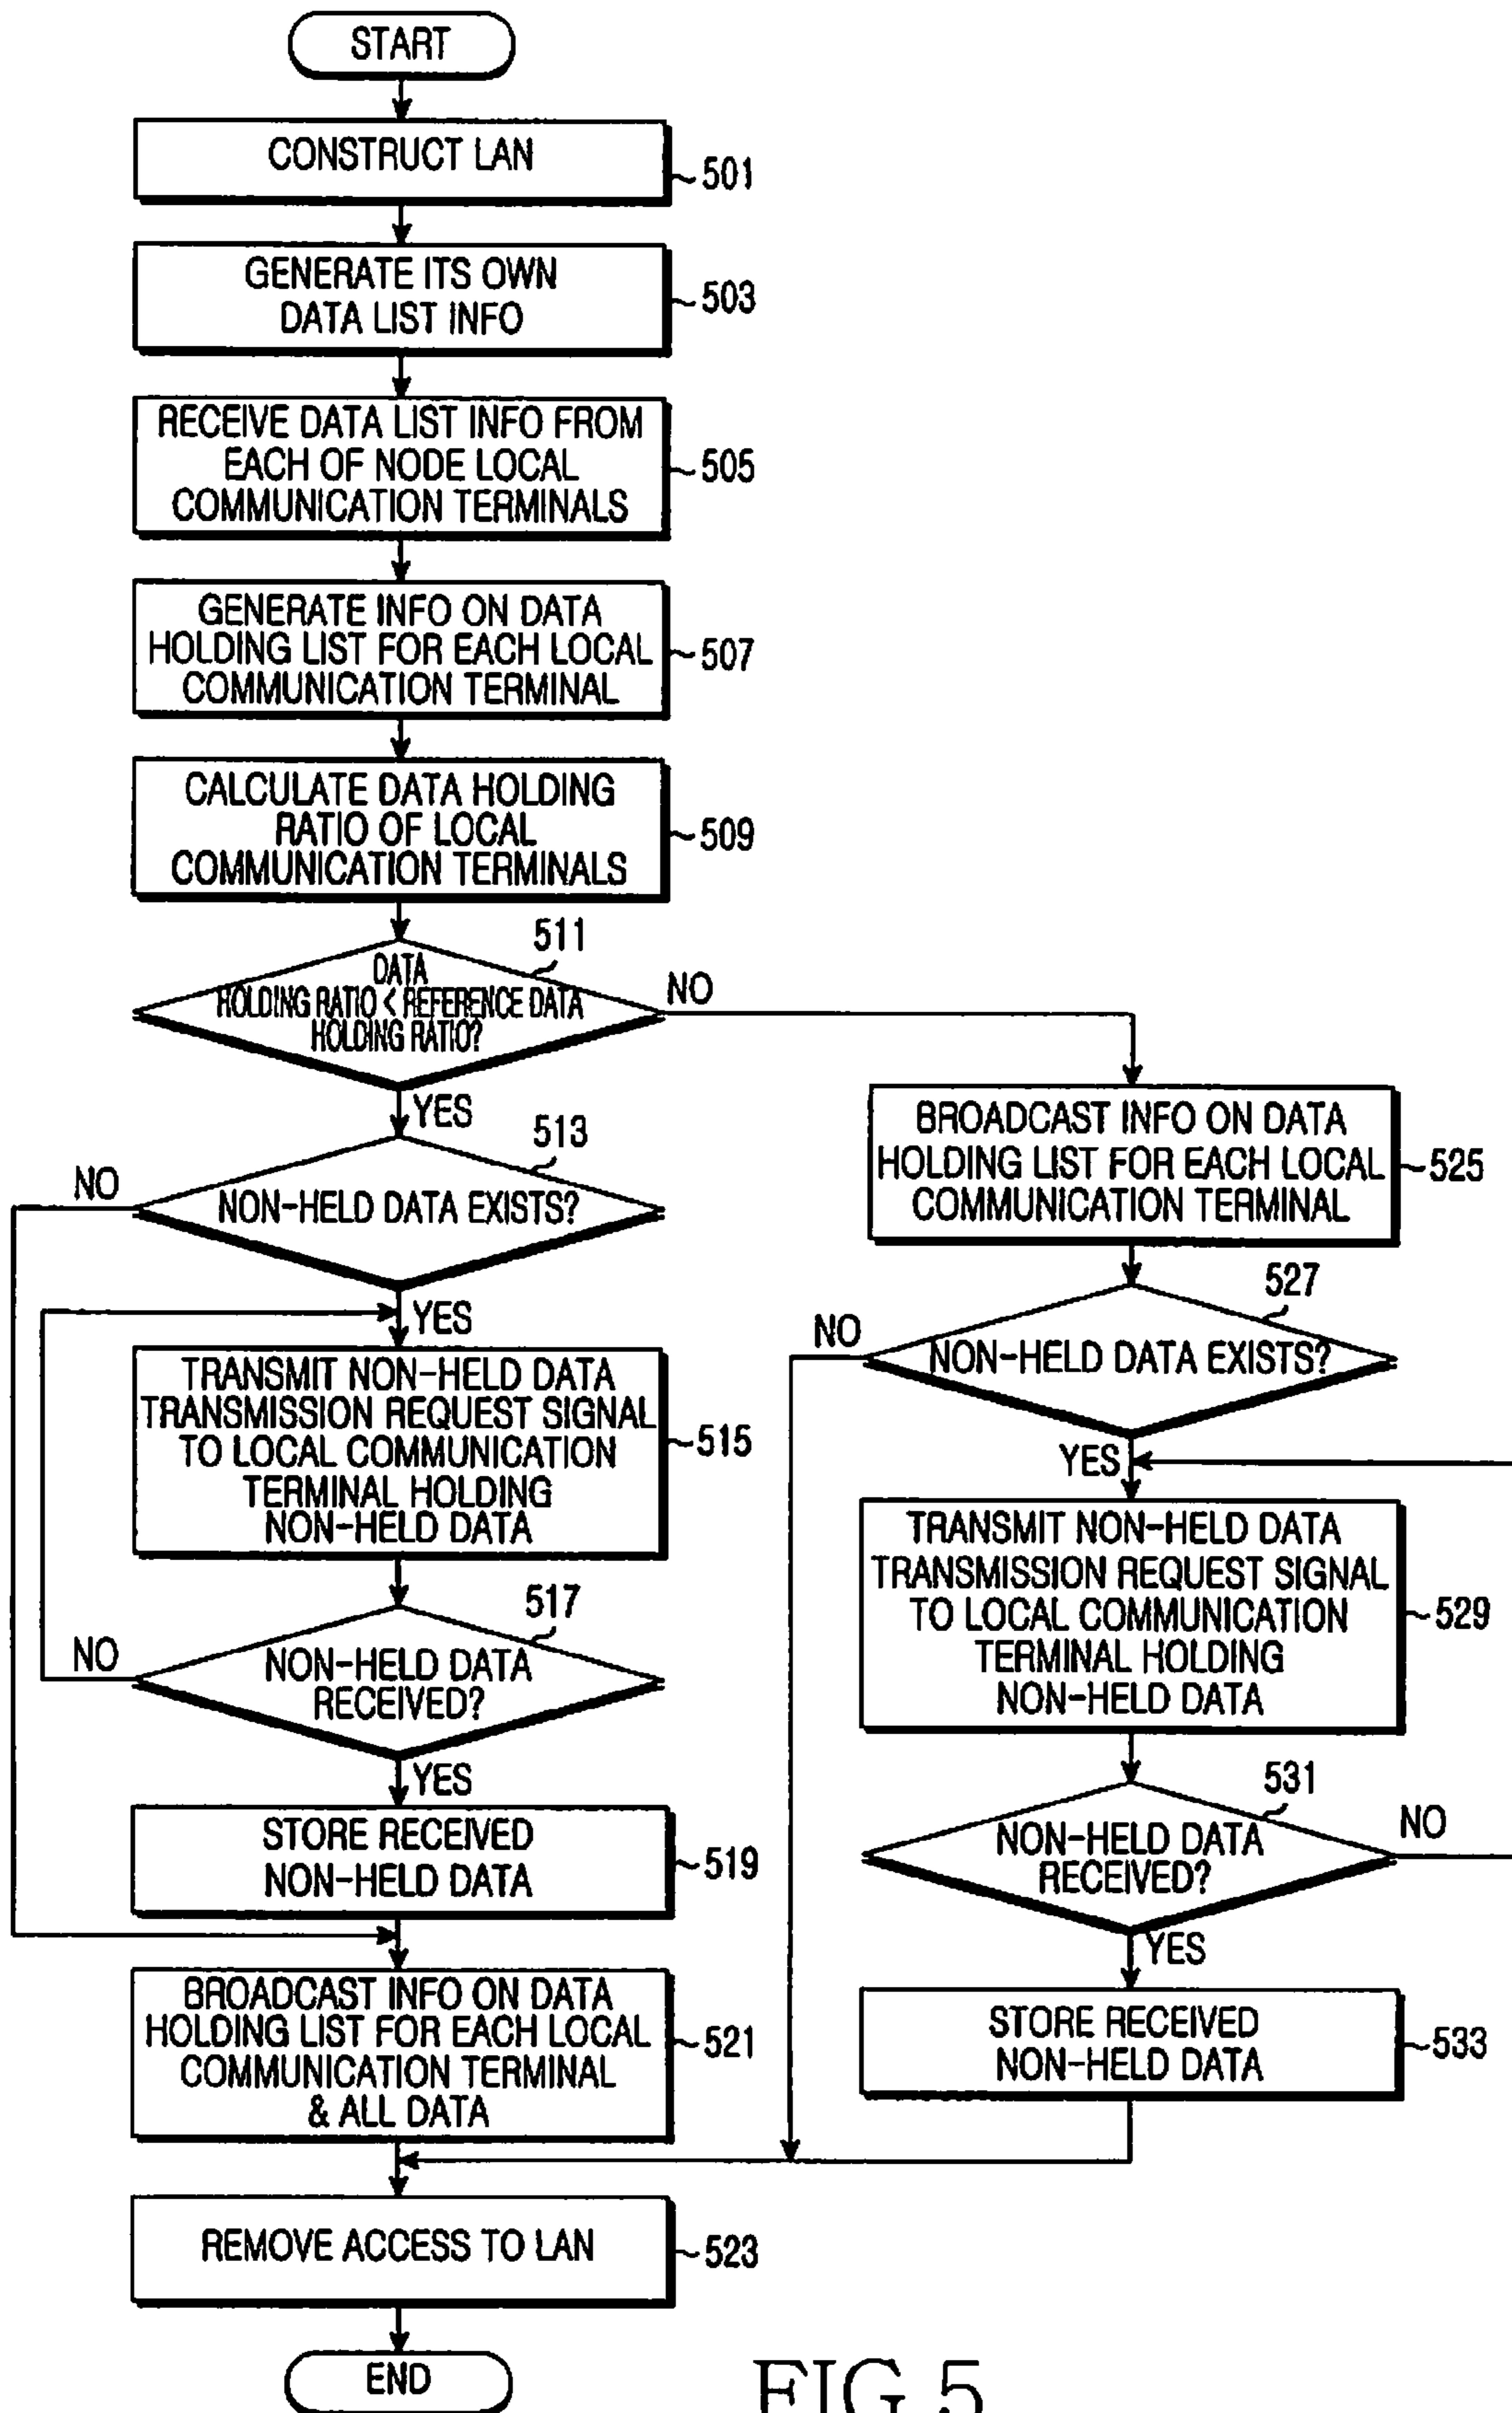 START
CONSTRUCT LAN
501
GENERATE ITS OWN
DATA LIST INFO
503
RECEIVE DATA LIST INFO FROM
EACH OF NODE LOCAL
COMMUNICATION TERMINALS
505
GENERATE INFO ON DATA
HOLDING LIST FOR EACH LOCAL
COMMUNICATION TERMINAL
507
CALCULATE DATA HOLDING
RATIO OF LOCAL
COMMUNICATION TERMINALS
509
511
DATA
HOLDING RATIO < REFERENCE DATA
HOLDING RATIO?
NO
YES
513
NON-HELD DATA EXISTS?
NO
YES
TRANSMIT NON-HELD DATA
TRANSMISSION REQUEST SIGNAL
TO LOCAL COMMUNICATION
TERMINAL HOLDING
NON-HELD DATA
515
517
NON-HELD DATA
RECEIVED?
NO
YES
STORE RECEIVED
NON-HELD DATA
519
BROADCAST INFO ON DATA
HOLDING LIST FOR EACH LOCAL
COMMUNICATION TERMINAL
& ALL DATA
521
REMOVE ACCESS TO LAN
523
END
BROADCAST INFO ON DATA
HOLDING LIST FOR EACH LOCAL
COMMUNICATION TERMINAL
525
527
NON-HELD DATA EXISTS?
NO
YES
TRANSMIT NON-HELD DATA
TRANSMISSION REQUEST SIGNAL
TO LOCAL COMMUNICATION
TERMINAL HOLDING
NON-HELD DATA
529
531
NON-HELD DATA
RECEIVED?
NO
YES
STORE RECEIVED
NON-HELD DATA
533
FIG.5